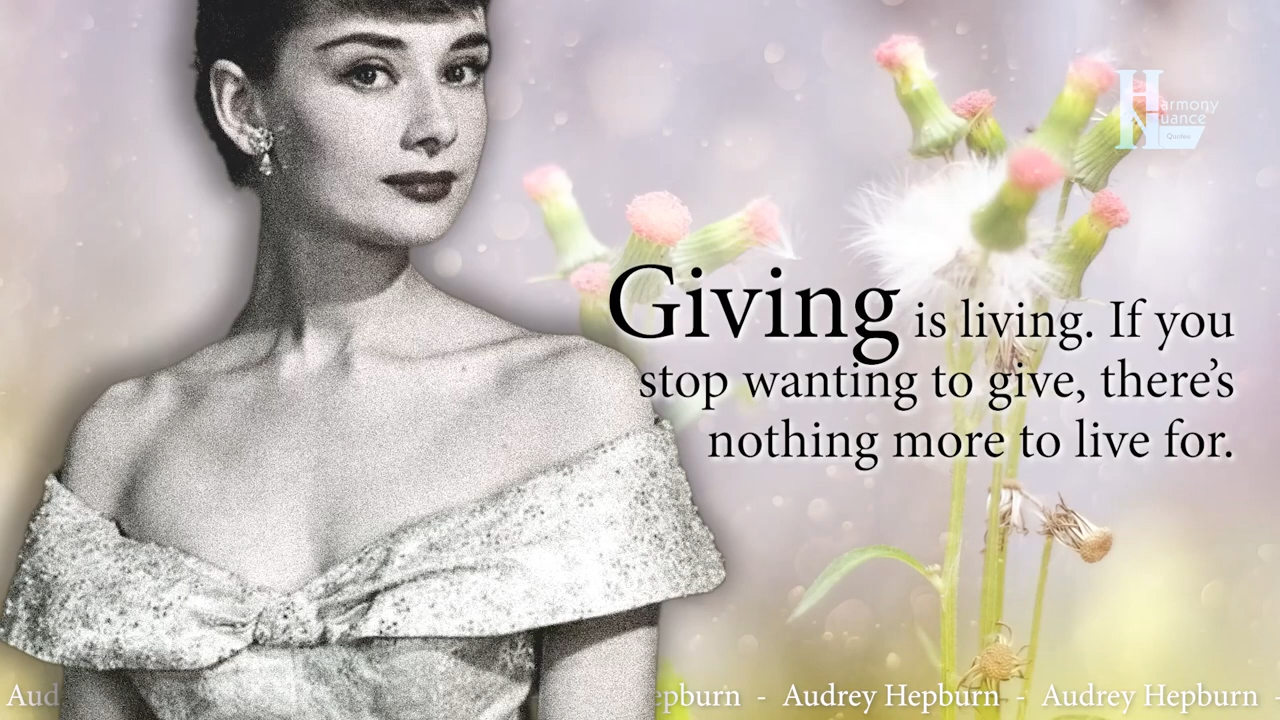 Harmony
Nuance
Quotes
Giving is living. If you
stop wanting to give, there’s
nothing more to live for.
Aud epburn - Audrey Hepburn - Audrey Hepburn -